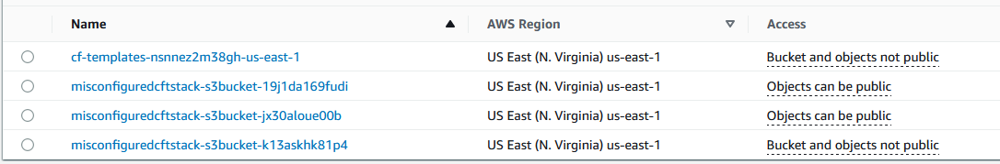 Name AWS Region Access
cf-templates-nsnnez2m38gh-us-east-1 US East (N. Virginia) us-east-1 Bucket and objects not public
misconfiguredcftstack-s3bucket-19j1da169fudi US East (N. Virginia) us-east-1 Objects can be public
misconfiguredcftstack-s3bucket-jx30aloue00b US East (N. Virginia) us-east-1 Objects can be public
misconfiguredcftstack-s3bucket-k13askhk81p4 US East (N. Virginia) us-east-1 Bucket and objects not public